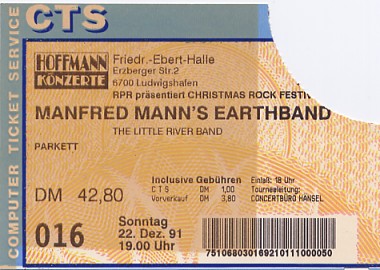 CTS
COMPUTER TICKET SERVICE
HOFFMANN
KONZERTE
Friedr.-Ebert-Halle
Erzberger Str.2
6700 Ludwigshafen
RPR präsentiert CHRISTMAS ROCK
MANFRED MANN'S EARTHBAND
THE LITTLE RIVER BAND
PARKETT
DM 42,80
Inclusive Gebühren
CTS DM 1,00
Vorverkauf DM 3,80
Einlaß: 18 Uhr
Tourneeleitung:
CONCERTBÜRO HÄNSEL
016
Sonntag
22. Dez. 91
19.00 Uhr
75106803016921011100050